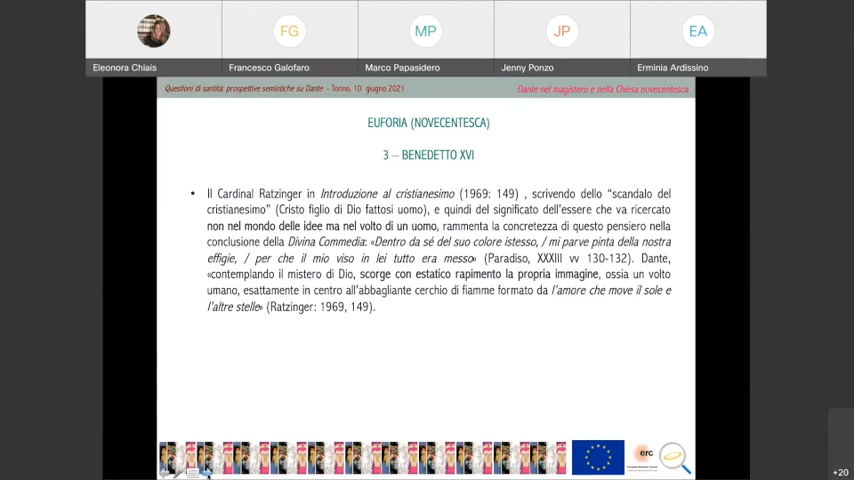 FG
MP
JP
EA
Eleonora Chiais
Francesco Galofaro
Marco Papasidero
Jenny Ponzo
Erminia Ardissino
Questioni di santità: prospettive semiotiche su Dante - Torino, 10 giugno 2021
Dante nel magistero e nella Chiesa novecentesca
EUFORIA (NOVECENTESCA)
3 – BENEDETTO XVI
• Il Cardinal Ratzinger in Introduzione al cristianesimo (1969: 149) , scrivendo dello “scandalo del
cristianesimo” (Cristo figlio di Dio fattosi uomo), e quindi del significato dell’essere che va ricercato
non nel mondo delle idee ma nel volto di un uomo, rammenta la concretezza di questo pensiero nella
conclusione della Divina Commedia: «Dentro da sé del suo colore istesso, / mi parve pinta della nostra
effigie, / per che il mio viso in lei tutto era messo» (Paradiso, XXXIII vv 130-132). Dante,
«contemplando il mistero di Dio, scorge con estatico rapimento la propria immagine, ossia un volto
umano, esattamente in centro all’abbagliante cerchio di fiamme formato da l’amore che move il sole e
l’altre stelle» (Ratzinger: 1969, 149).
erc
+20